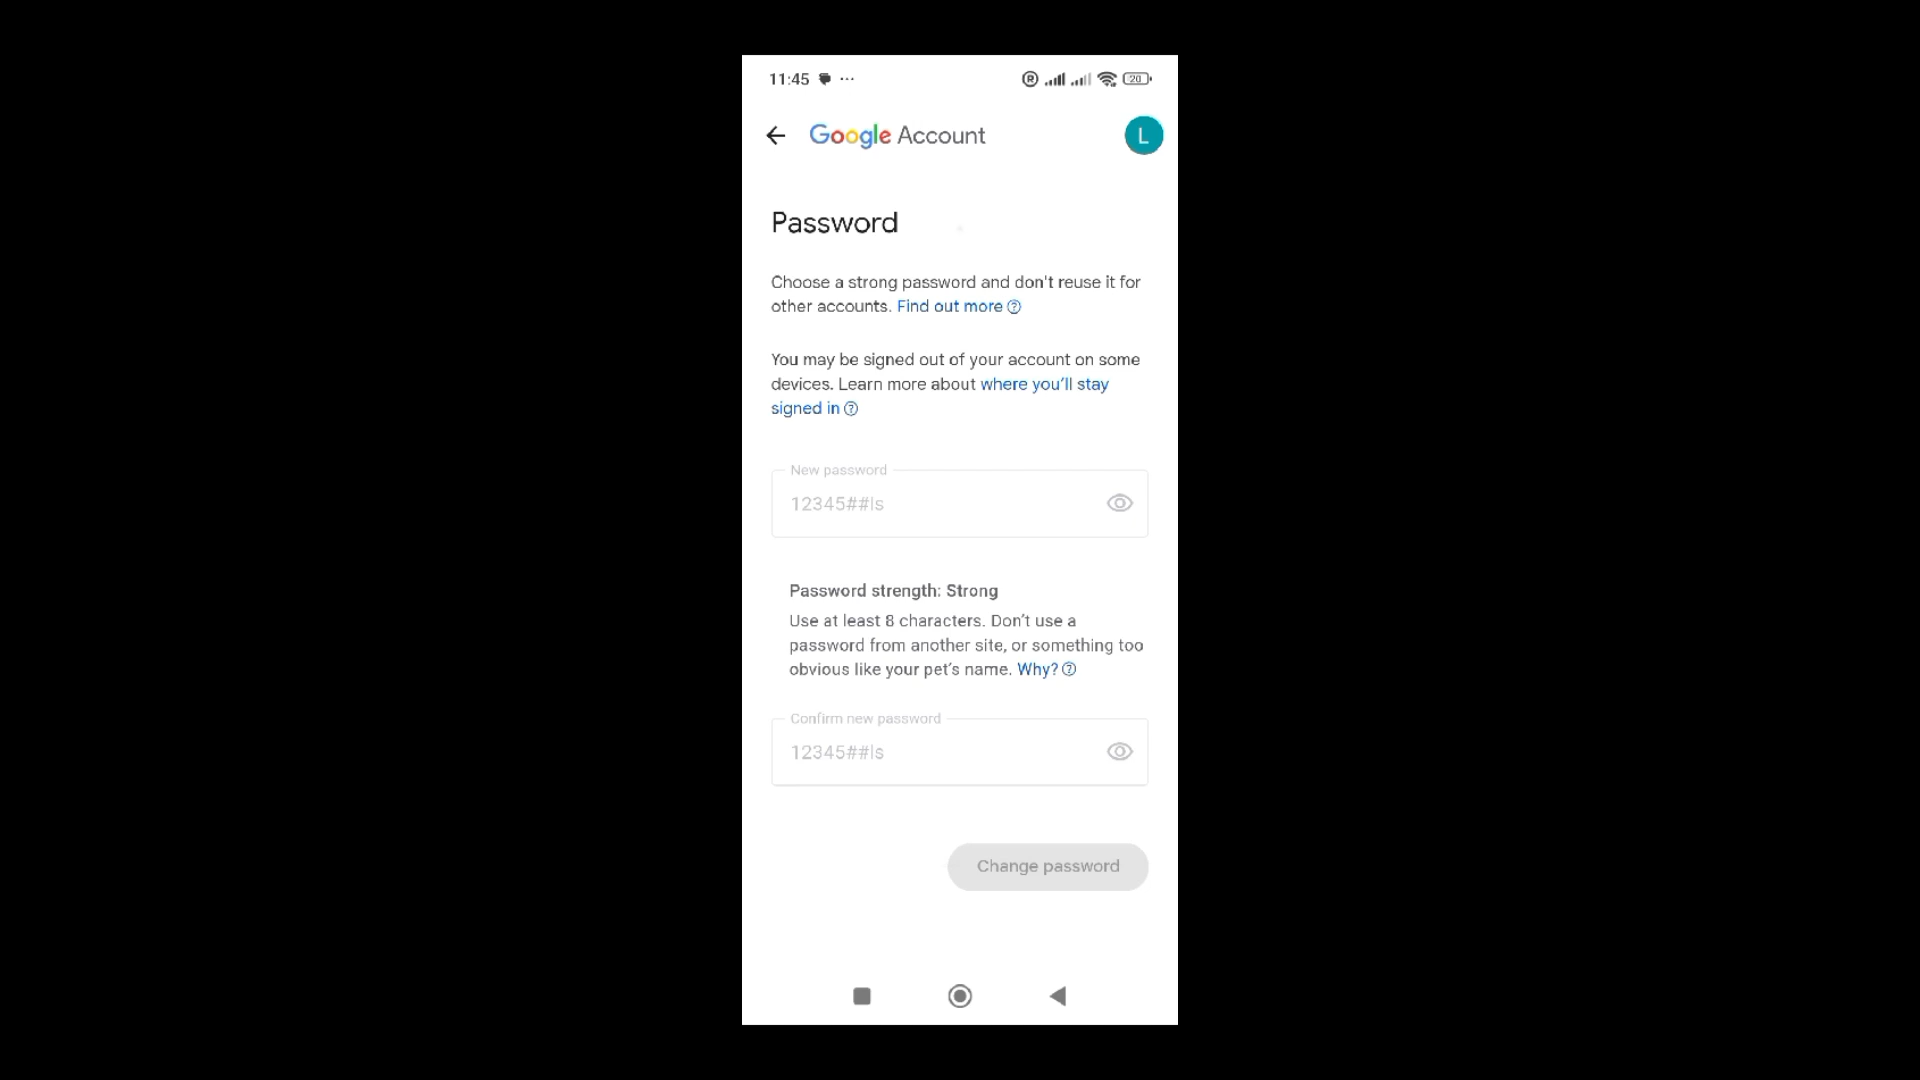 11:45 ... R 20
Google Account L
Password
Choose a strong password and don't reuse it for
other accounts. Find out more
You may be signed out of your account on some
devices. Learn more about where you'll stay
signed in
New password
12345##ls
Password strength: Strong
Use at least 8 characters. Don't use a
password from another site, or something too
obvious like your pet's name. Why?
Confirm new password
12345##ls
Change password